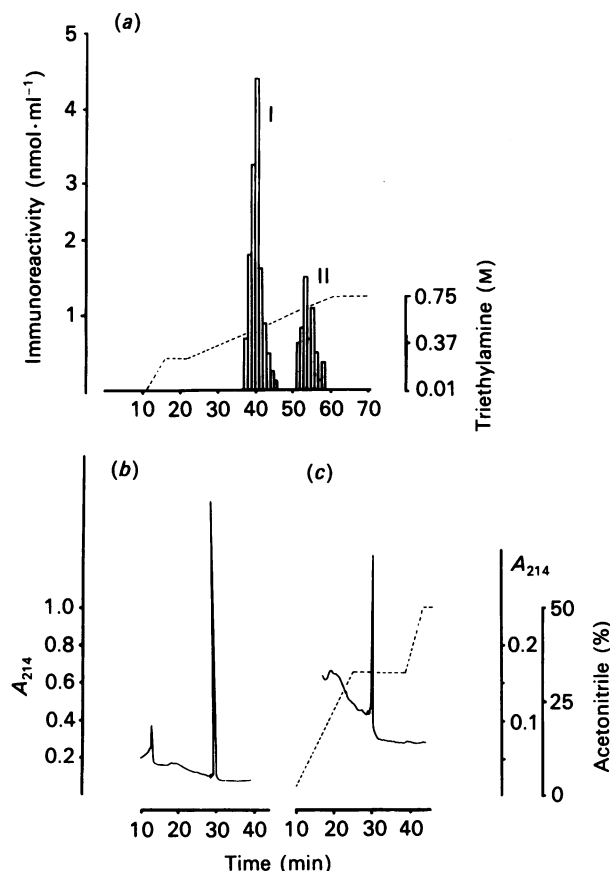 (a)
Immunoreactivity (nmol·ml⁻¹)
5
4
3
2
1
I
II
10 20 30 40 50 60 70
0.75
0.37
0.01
Triethylamine (M)
(b)
A₂₁₄
1.0
0.8
0.6
0.4
0.2
10 20 30 40
(c)
10 20 30 40
A₂₁₄
0.2
0.1
50
25
0
Acetonitrile (%)
Time (min)